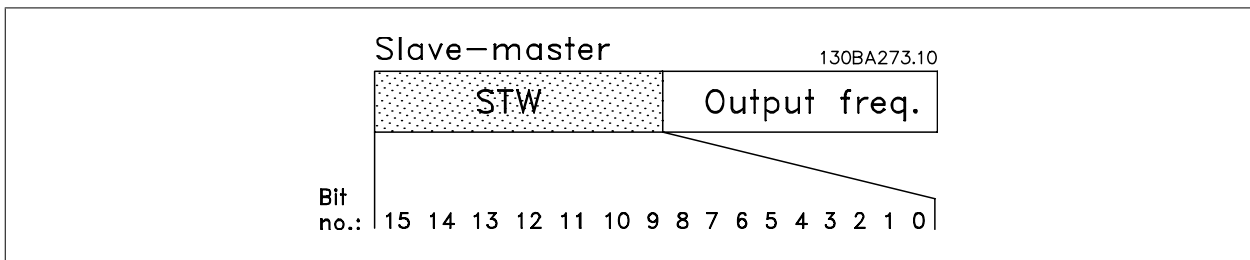 Slave-master
130BA273.10
STW
Output freq.
Bit
no.: 15 14 13 12 11 10 9 8 7 6 5 4 3 2 1 0